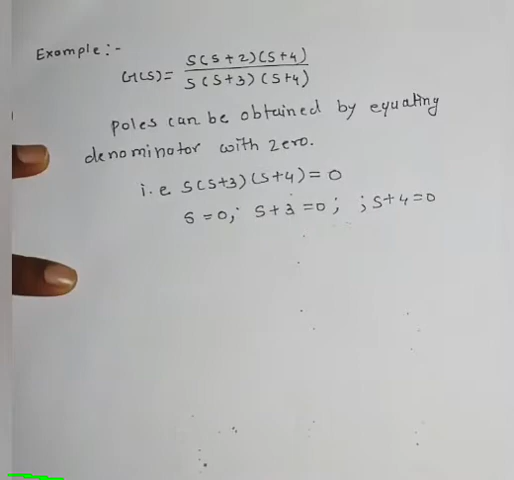 Example:-
G(S)= S(S+2)(S+4)
S(S+3)(S+4)
Poles can be obtained by equating
denominator with zero.
i.e S(S+3)(S+4)=0
S=0; S+3=0; ;S+4=0